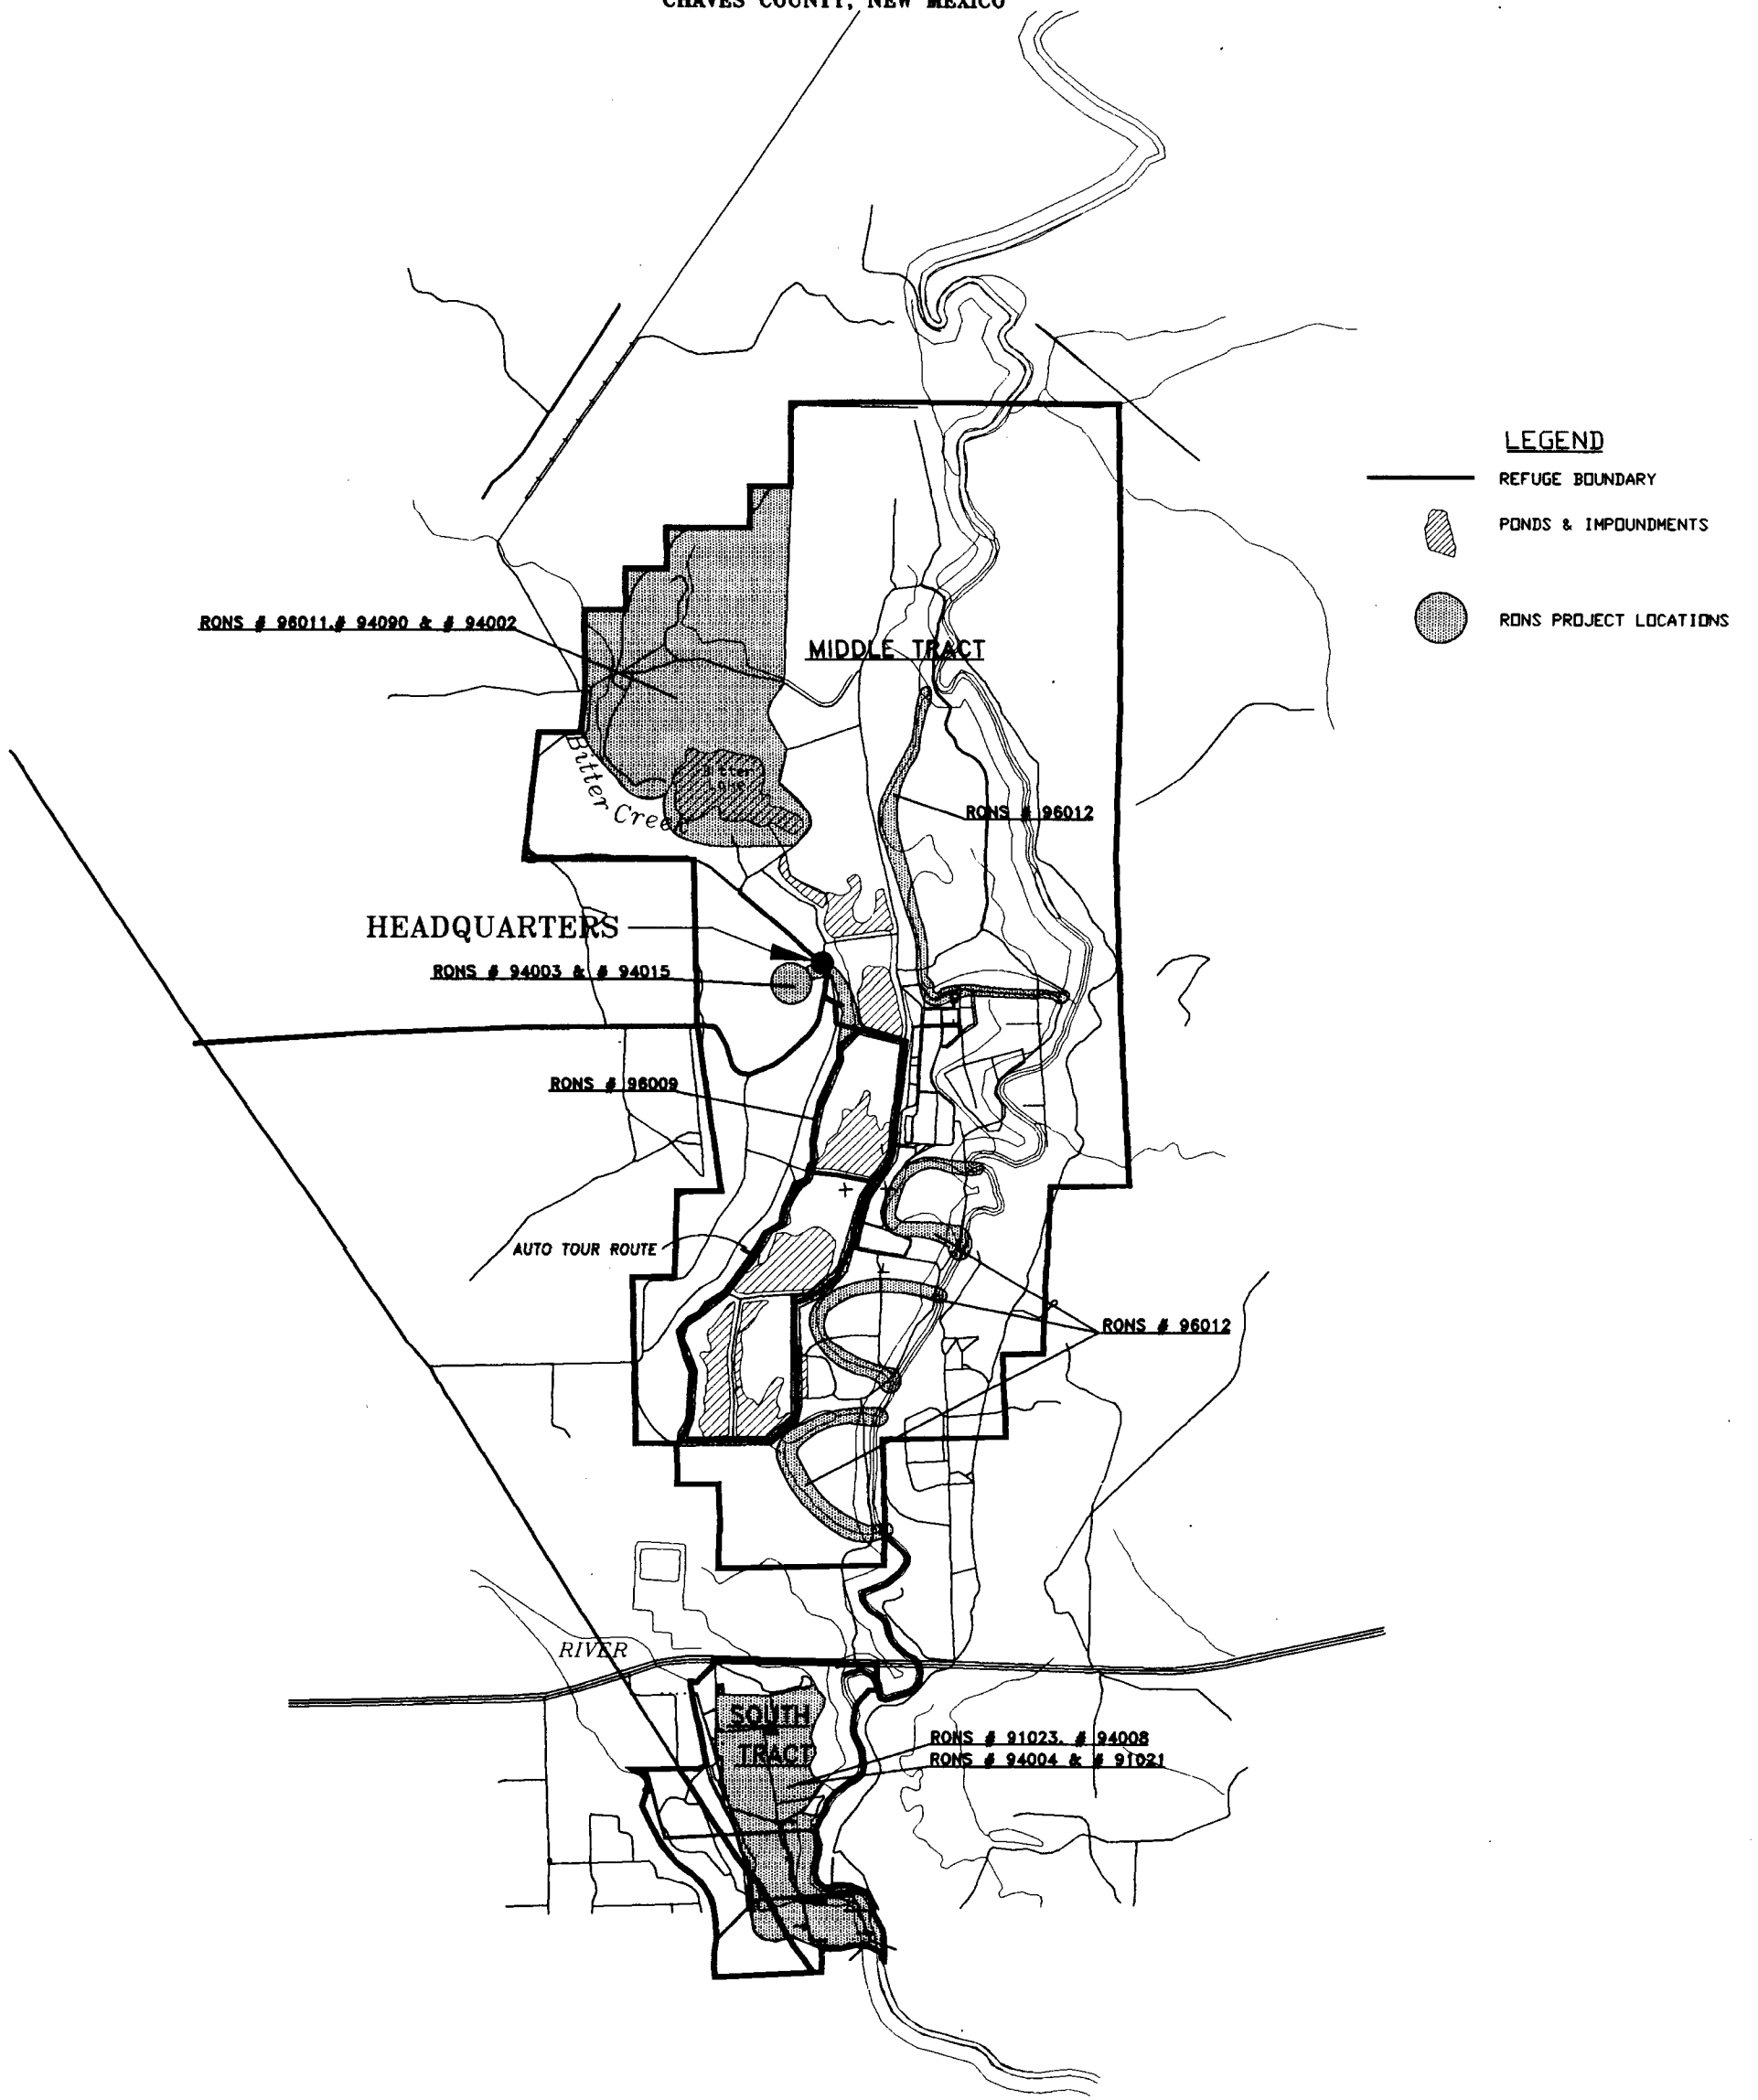 CHAVES COUNTY, NEW MEXICO
LEGEND
REFUGE BOUNDARY
PONDS & IMPOUNDMENTS
RONS PROJECT LOCATIONS
RONS # 96011,# 94090 & # 94002
MIDDLE TRACT
Bitter Creek
Bitter
Lake
RONS # 96012
HEADQUARTERS
RONS # 94003 & # 94015
RONS # 96009
AUTO TOUR ROUTE
RONS # 96012
RIVER
SOUTH
TRACT
RONS # 91023, # 94008
RONS # 94004 & # 91021